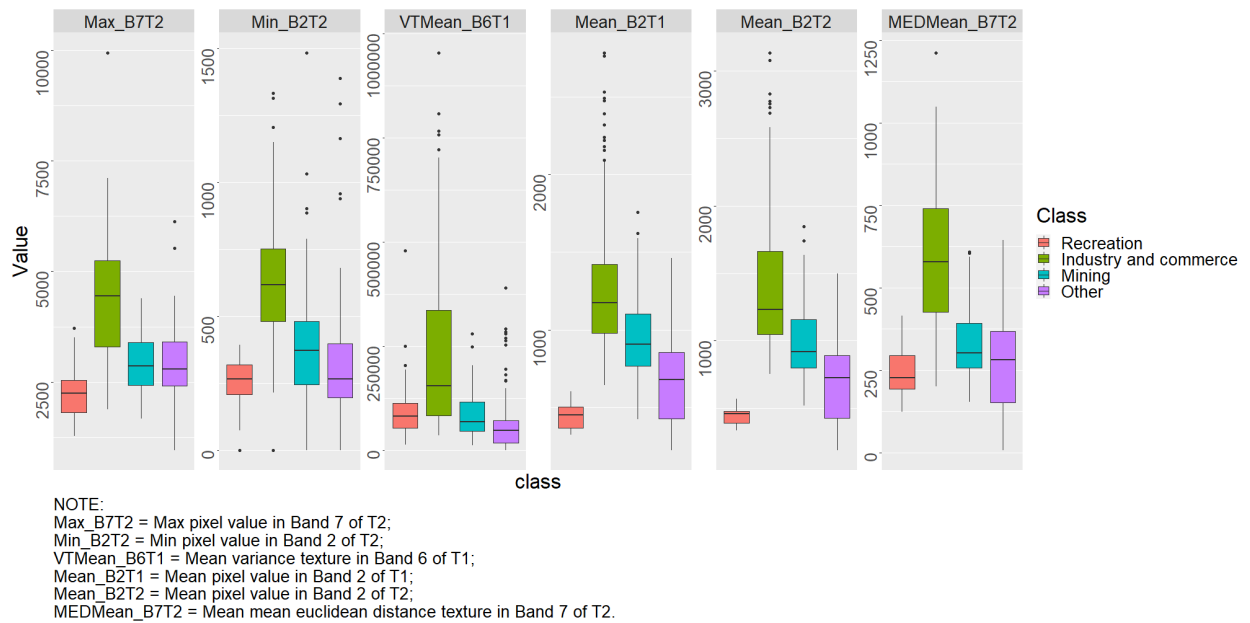 Max_B7T2
Min_B2T2
VTMean_B6T1
Mean_B2T1
Mean_B2T2
MEDMean_B7T2
Value
10000
7500
5000
2500
1500
1000
500
0
1000000
750000
500000
250000
0
2000
1000
3000
2000
1000
1250
1000
750
500
250
0
class
Class
Recreation
Industry and commerce
Mining
Other
NOTE:
Max_B7T2 = Max pixel value in Band 7 of T2;
Min_B2T2 = Min pixel value in Band 2 of T2;
VTMean_B6T1 = Mean variance texture in Band 6 of T1;
Mean_B2T1 = Mean pixel value in Band 2 of T1;
Mean_B2T2 = Mean pixel value in Band 2 of T2;
MEDMean_B7T2 = Mean mean euclidean distance texture in Band 7 of T2.